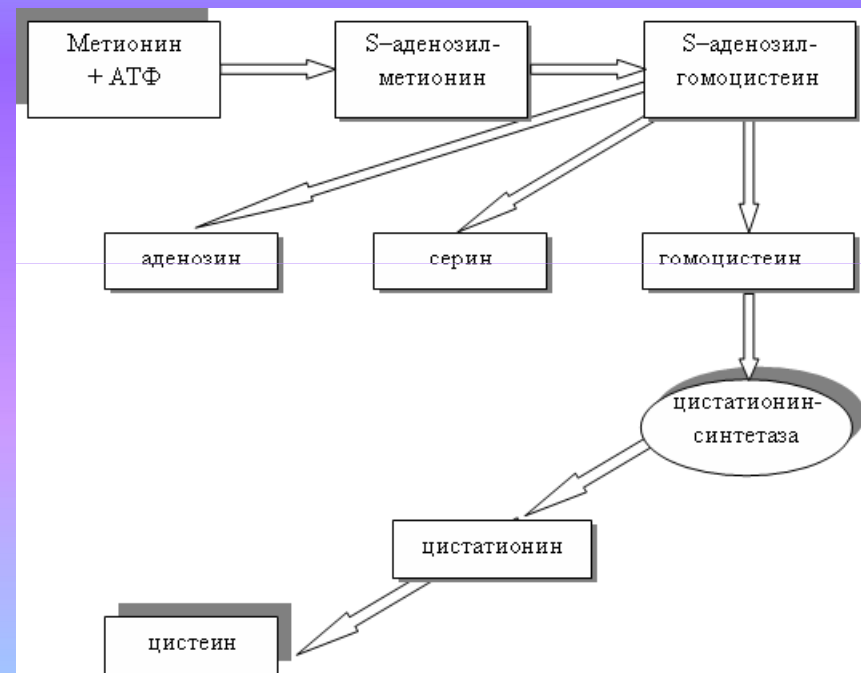 Метионин
+ АТФ
S–аденозил-
метионин
S–аденозил-
гомоцистеин
аденозин
серин
гомоцистеин
цистатионин-
синтетаза
цистатионин
цистеин